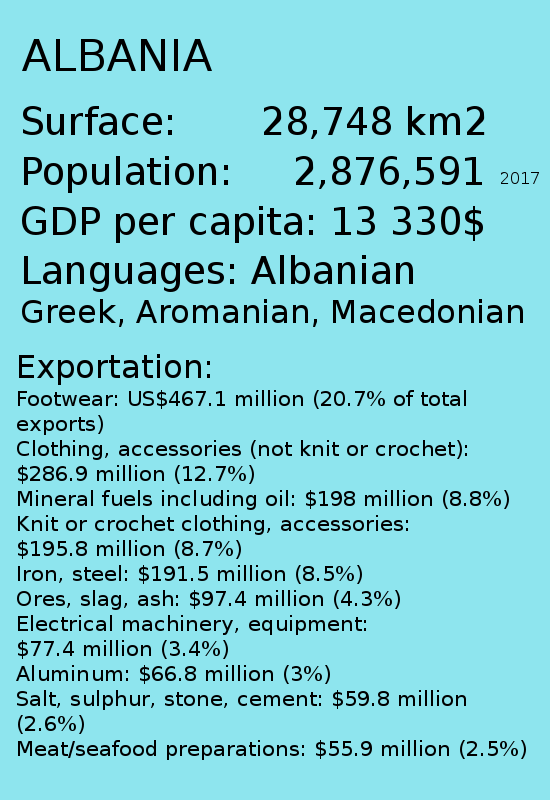 ALBANIA
Surface: 28,748 km2
Population: 2,876,591 2017
GDP per capita: 13 330$
Languages: Albanian
Greek, Aromanian, Macedonian
Exportation:
Footwear: US$467.1 million (20.7% of total
exports)
Clothing, accessories (not knit or crochet):
$286.9 million (12.7%)
Mineral fuels including oil: $198 million (8.8%)
Knit or crochet clothing, accessories:
$195.8 million (8.7%)
Iron, steel: $191.5 million (8.5%)
Ores, slag, ash: $97.4 million (4.3%)
Electrical machinery, equipment:
$77.4 million (3.4%)
Aluminum: $66.8 million (3%)
Salt, sulphur, stone, cement: $59.8 million
(2.6%)
Meat/seafood preparations: $55.9 million (2.5%)